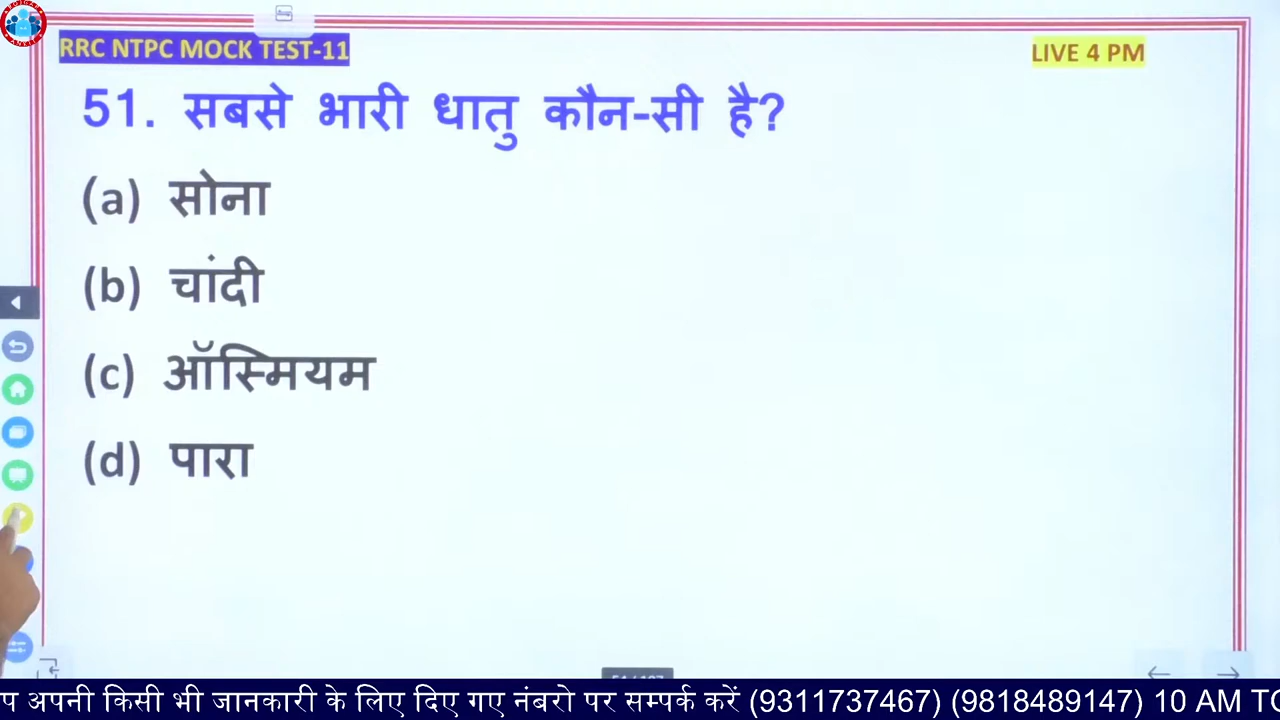 RRC NTPC MOCK TEST-11
LIVE 4 PM
51. सबसे भारी धातु कौन-सी है?
(a) सोना
(b) चांदी
(c) ऑस्मियम
(d) पारा
प अपनी किसी भी जानकारी के लिए दिए गए नंबरो पर सम्पर्क करें (9311737467) (9818489147) 10 AM TO